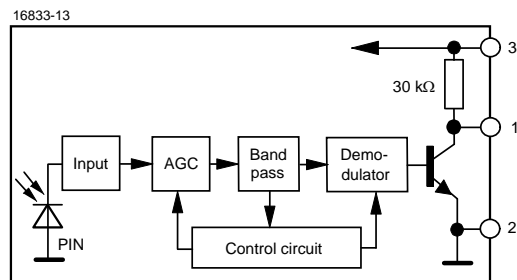 16833-13
3
30 kΩ
1
Input
AGC
Band
pass
Demo-
dulator
2
PIN
Control circuit